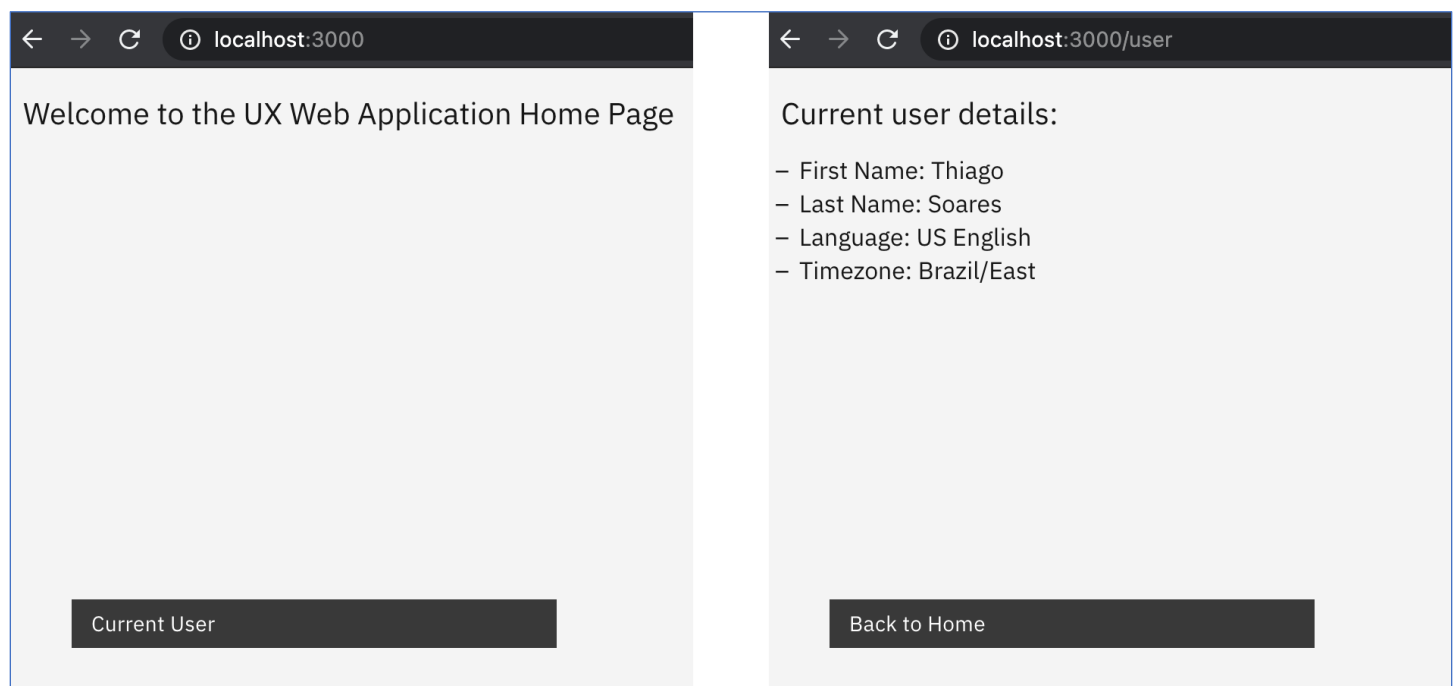 localhost:3000
Welcome to the UX Web Application Home Page
Current User
localhost:3000/user
Current user details:
– First Name: Thiago
– Last Name: Soares
– Language: US English
– Timezone: Brazil/East
Back to Home